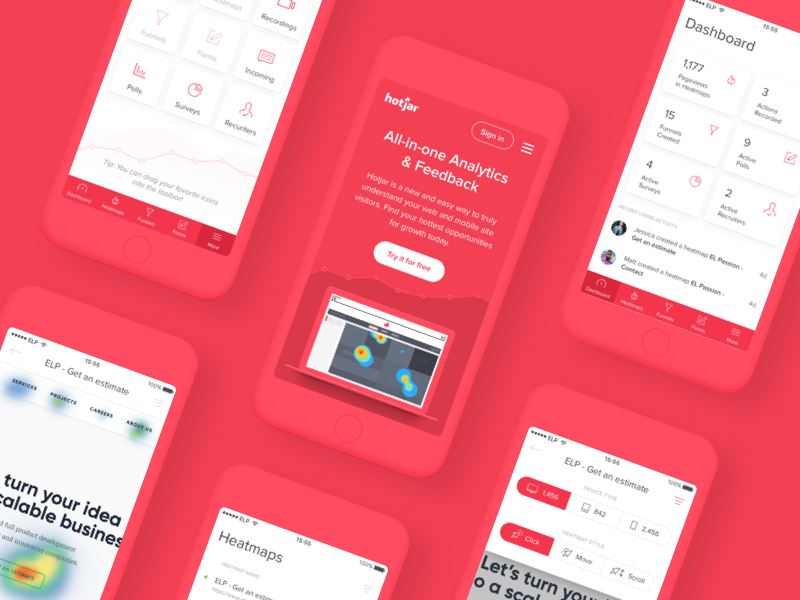 Heatmaps
Recordings
Funnels
Forms
Incoming
Polls
Surveys
Recruiters
Tip: You can drag your favorite icons
into the toolbar!
Dashboard
Heatmaps
Funnels
Forms
More
hotjar
Sign in
All-in-one Analytics
& Feedback
Hotjar is a new and easy way to truly
understand your web and mobile site
visitors. Find your hottest opportunities
for growth today.
Try it for free
ELP
15:55
Dashboard
1,177
Pageviews
in Heatmaps
3
Actions
Recorded
15
Funnels
Created
9
Active
Polls
4
Active
Surveys
2
Active
Recruiters
RECENT USERS ACTIVITY
Jessica created a heatmap EL Passion -
Get an estimate
4d
Matt created a heatmap EL Passion -
Contact
4d
Dashboard
Heatmaps
Funnels
Forms
More
ELP
15:55
100%
ELP - Get an estimate
SERVICES
PROJECTS
CAREERS
ABOUT US
turn your idea
scalable busines
full product development
and innovative companies.
AN ESTIMATE
ELP
15:55
100%
Heatmaps
HEATMAP NAME
ELP - Get an estimate
ELP
15:55
100%
ELP - Get an estimate
DEVICE TYPE
1,456
842
2,456
HEATMAP STYLE
Click
Move
Scroll
Let's turn your
to a scal